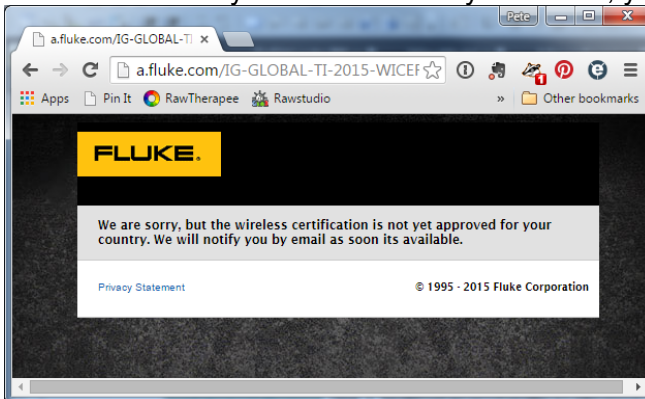 Pete
a.fluke.com/IG-GLOBAL-TI
a.fluke.com/IG-GLOBAL-TI-2015-WICEF
1
Apps Pin It RawTherapee Rawstudio » Other bookmarks
FLUKE.
We are sorry, but the wireless certification is not yet approved for your
country. We will notify you by email as soon its available.
Privacy Statement © 1995 - 2015 Fluke Corporation